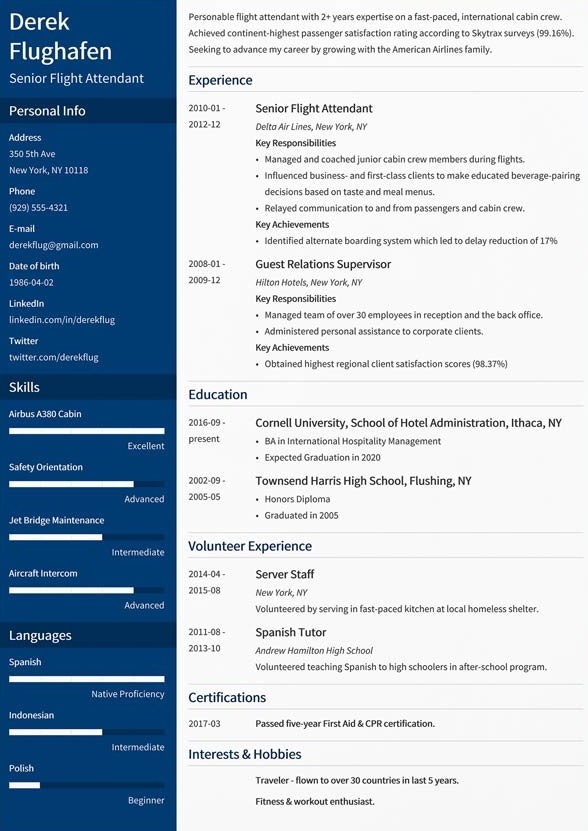 Derek
Flughafen
Senior Flight Attendant
Personal Info
Address
350 5th Ave
New York, NY 10118
Phone
(929) 555-4321
E-mail
derekflug@gmail.com
Date of birth
1986-04-02
LinkedIn
linkedin.com/in/derekflug
Twitter
twitter.com/derekflug
Skills
Airbus A380 Cabin
Excellent
Safety Orientation
Advanced
Jet Bridge Maintenance
Intermediate
Aircraft Intercom
Advanced
Languages
Spanish
Native Proficiency
Indonesian
Intermediate
Polish
Beginner
Personable flight attendant with 2+ years expertise on a fast-paced, international cabin crew.
Achieved continent-highest passenger satisfaction rating according to Skytrax surveys (99.16%).
Seeking to advance my career by growing with the American Airlines family.
Experience
2010-01 -
2012-12
Senior Flight Attendant
Delta Air Lines, New York, NY
Key Responsibilities
• Managed and coached junior cabin crew members during flights.
• Influenced business- and first-class clients to make educated beverage-pairing
decisions based on taste and meal menus.
• Relayed communication to and from passengers and cabin crew.
Key Achievements
• Identified alternate boarding system which led to delay reduction of 17%
2008-01 -
2009-12
Guest Relations Supervisor
Hilton Hotels, New York, NY
Key Responsibilities
• Managed team of over 30 employees in reception and the back office.
• Administered personal assistance to corporate clients.
Key Achievements
• Obtained highest regional client satisfaction scores (98.37%)
Education
2016-09 -
present
Cornell University, School of Hotel Administration, Ithaca, NY
• BA in International Hospitality Management
• Expected Graduation in 2020
2002-09 -
2005-05
Townsend Harris High School, Flushing, NY
• Honors Diploma
• Graduated in 2005
Volunteer Experience
2014-04 -
2015-08
Server Staff
New York, NY
Volunteered by serving in fast-paced kitchen at local homeless shelter.
2011-08 -
2013-10
Spanish Tutor
Andrew Hamilton High School
Volunteered teaching Spanish to high schoolers in after-school program.
Certifications
2017-03
Passed five-year First Aid & CPR certification.
Interests & Hobbies
Traveler - flown to over 30 countries in last 5 years.
Fitness & workout enthusiast.